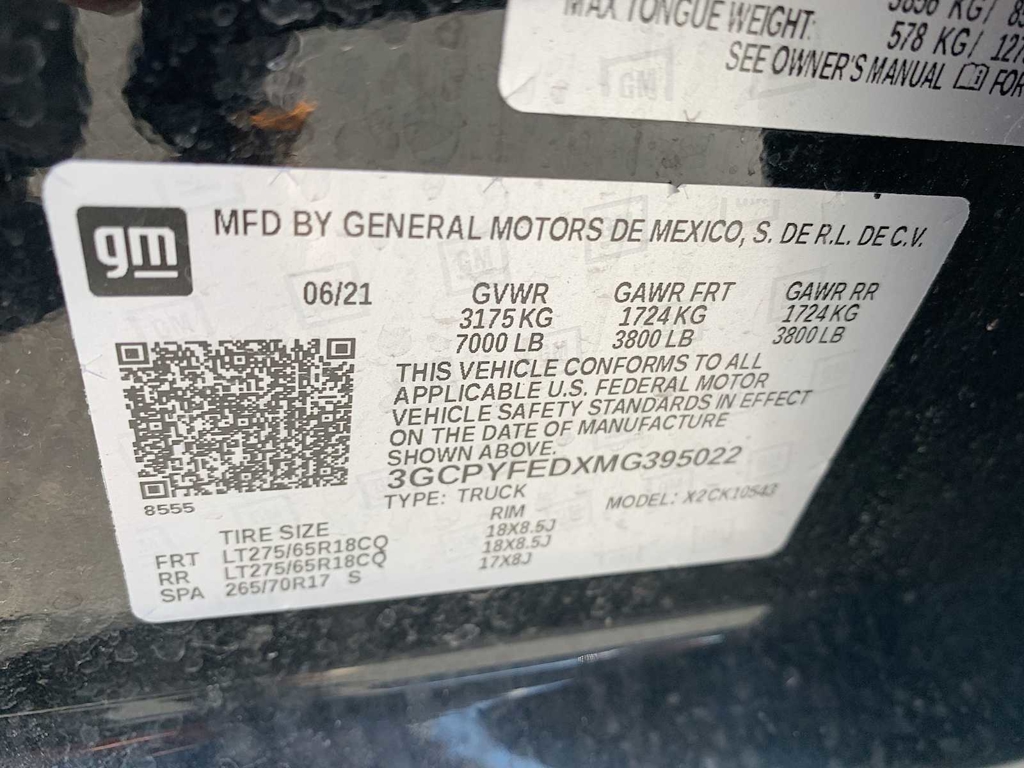 MAX TONGUE WEIGHT: 578 KG/
SEE OWNER'S MANUAL FOR
gm
MFD BY GENERAL MOTORS DE MEXICO, S. DE R.L. DE C.V.
06/21 GVWR GAWR FRT GAWR RR
3175 KG 1724 KG 1724 KG
7000 LB 3800 LB 3800 LB
THIS VEHICLE CONFORMS TO ALL
APPLICABLE U.S. FEDERAL MOTOR
VEHICLE SAFETY STANDARDS IN EFFECT
ON THE DATE OF MANUFACTURE
SHOWN ABOVE.
3GCPYFEDXMG395022
8555 TYPE: TRUCK MODEL: X2CK10543
TIRE SIZE RIM
FRT LT275/65R18CQ 18X8.5J
RR LT275/65R18CQ 18X8.5J
SPA 265/70R17 S 17X8J